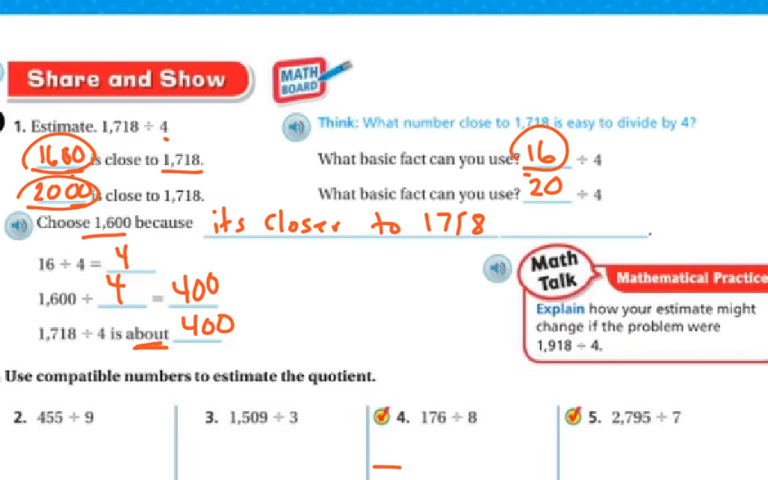 Share and Show
MATH
BOARD
1. Estimate. 1,718 ÷ 4
Think: What number close to 1,718 is easy to divide by 4?
1600 is close to 1,718.
What basic fact can you use? 16 ÷ 4
2000 is close to 1,718.
What basic fact can you use? 20 ÷ 4
Choose 1,600 because its closer to 1718.
16 ÷ 4 = 4
1,600 ÷ 4 = 400
1,718 ÷ 4 is about 400
Math
Talk
Mathematical Practice
Explain how your estimate might
change if the problem were
1,918 ÷ 4.
Use compatible numbers to estimate the quotient.
2. 455 ÷ 9
3. 1,509 ÷ 3
4. 176 ÷ 8
5. 2,795 ÷ 7